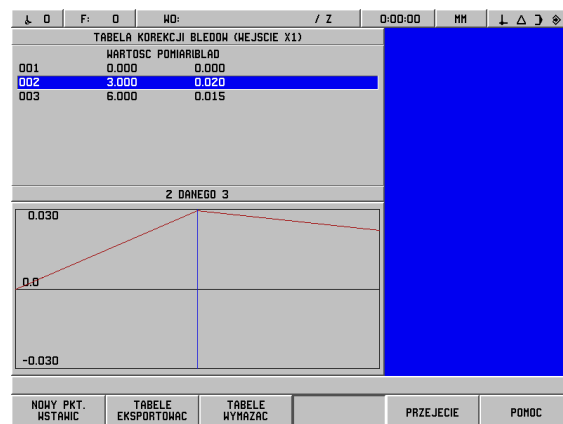 0 F: 0 WO: / Z 0:00:00 MM
TABELA KOREKCJI BLEDOW (WEJSCIE X1)
WARTOSC POMIARIBLAD
001 0.000 0.000
002 3.000 0.020
003 6.000 0.015
2 DANEGO 3
0.030
0.0
-0.030
NOWY PKT. WSTAWIC
TABELE EKSPORTOWAC
TABELE WYMAZAC
PRZEJECIE
POMOC